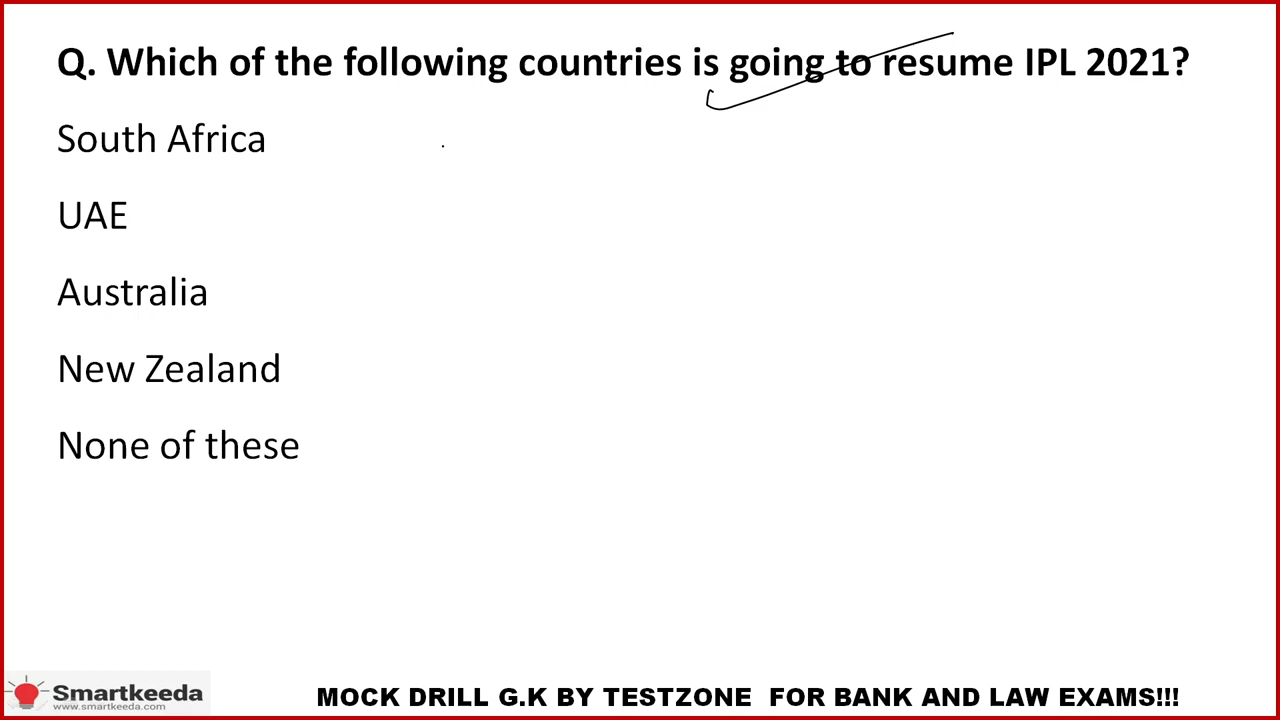 Q. Which of the following countries is going to resume IPL 2021?
South Africa
UAE
Australia
New Zealand
None of these
Smartkeeda
www.smartkeeda.com
MOCK DRILL G.K BY TESTZONE FOR BANK AND LAW EXAMS!!!